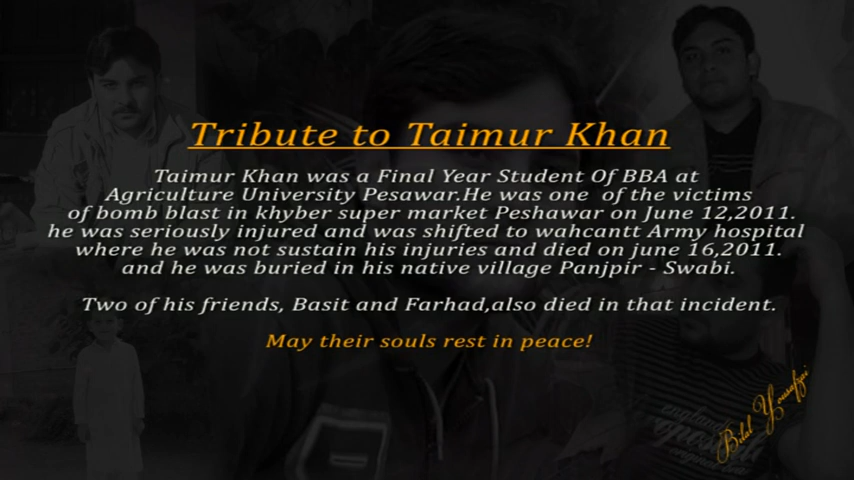 Tribute to Taimur Khan
Taimur Khan was a Final Year Student Of BBA at
Agriculture University Pesawar.He was one of the victims
of bomb blast in khyber super market Peshawar on June 12,2011.
he was seriously injured and was shifted to wahcantt Army hospital
where he was not sustain his injuries and died on june 16,2011.
and he was buried in his native village Panjpir - Swabi.
Two of his friends, Basit and Farhad,also died in that incident.
May their souls rest in peace!
Bilal Yousafzai